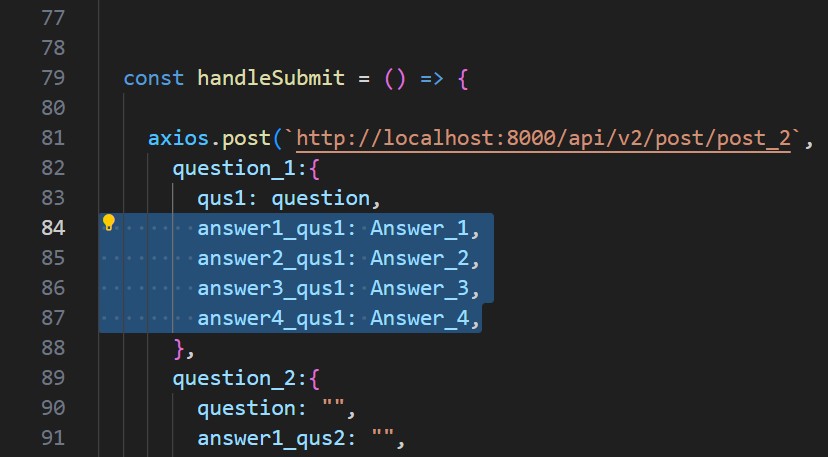 77
78
79 const handleSubmit = () => {
80
81 axios.post(`http://localhost:8000/api/v2/post/post_2`,
82 question_1:{
83 qus1: question,
84 answer1_qus1: Answer_1,
85 answer2_qus1: Answer_2,
86 answer3_qus1: Answer_3,
87 answer4_qus1: Answer_4,
88 },
89 question_2:{
90 question: "",
91 answer1_qus2: "",